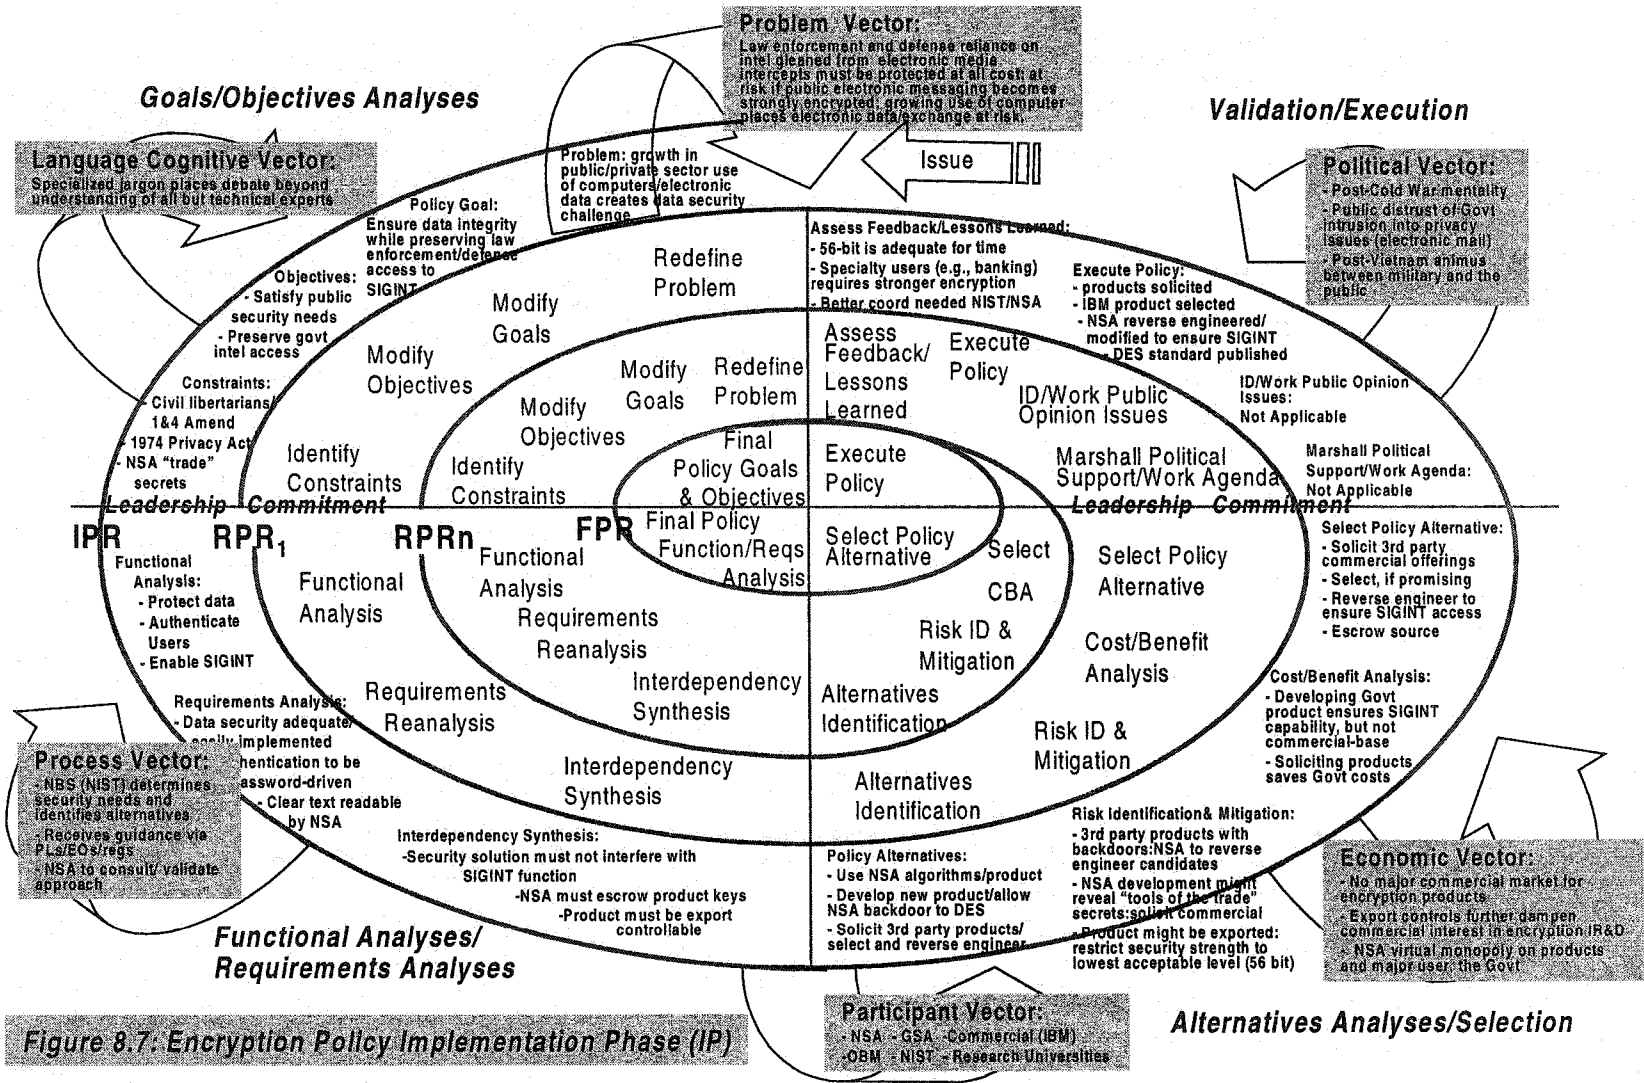 Problem Vector:
Law enforcement and defense reliance on
intel gleaned from electronic media
intercepts must be protected at all cost; at
risk if public electronic messaging becomes
strongly encrypted; growing use of computer
places electronic data/exchange at risk.
Goals/Objectives Analyses
Validation/Execution
Language Cognitive Vector:
Specialized jargon places debate beyond
understanding of all but technical experts
Issue
Political Vector:
- Post-Cold War mentality
- Public distrust of Govt
intrusion into privacy
issues (electronic mail)
- Post-Vietnam animus
between military and the
public
Problem: growth in
public/private sector use
of computers/electronic
data creates data security
challenge
Policy Goal:
Ensure data integrity
while preserving law
enforcement/defense
access to
SIGINT
Objectives:
- Satisfy public
security needs
- Preserve govt
intel access
Constraints:
Civil libertarians/
1&4 Amend
- 1974 Privacy Act
- NSA "trade"
secrets
Redefine
Problem
Modify
Goals
Modify
Objectives
Identify
Constraints
Redefine
Problem
Modify
Goals
Modify
Objectives
Identify
Constraints
Final
Policy Goals
& Objectives
Assess Feedback/Lessons Learned:
- 56-bit is adequate for time
- Specialty users (e.g., banking)
requires stronger encryption
- Better coord needed NIST/NSA
Execute Policy:
- products solicited
- IBM product selected
- NSA reverse engineered/
modified to ensure SIGINT
- DES standard published
ID/Work Public Opinion
Issues:
Not Applicable
Marshall Political
Support/Work Agenda:
Not Applicable
Assess
Feedback/
Lessons
Learned
Execute
Policy
ID/Work Public
Opinion Issues
Marshall Political
Support/Work Agenda
Execute
Policy
Leadership Commitment
Leadership Commitment
IPR
RPR1
RPRn
FPR
Final Policy
Function/Reqs
Analysis
Select Policy
Alternative
Functional
Analysis:
- Protect data
- Authenticate
Users
- Enable SIGINT
Functional
Analysis
Functional
Analysis
Requirements
Reanalysis
Interdependency
Synthesis
Requirements Analysis:
- Data security adequate/
easily implemented
hentication to be
assword-driven
- Clear text readable
by NSA
Requirements
Reanalysis
Interdependency
Synthesis
Interdependency Synthesis:
-Security solution must not interfere with
SIGINT function
-NSA must escrow product keys
-Product must be export
controllable
Select
CBA
Risk ID &
Mitigation
Alternatives
Identification
Select Policy
Alternative
Cost/Benefit
Analysis
Risk ID &
Mitigation
Alternatives
Identification
Select Policy Alternative:
- Solicit 3rd party
commercial offerings
- Select, if promising
- Reverse engineer to
ensure SIGINT access
- Escrow source
Cost/Benefit Analysis:
- Developing Govt
product ensures SIGINT
capability, but not
commercial-base
- Soliciting products
saves Govt costs
Risk Identification& Mitigation:
- 3rd party products with
backdoors:NSA to reverse
engineer candidates
- NSA development might
reveal "tools of the trade"
secrets:solicit commercial
- Product might be exported:
restrict security strength to
lowest acceptable level (56 bit)
Policy Alternatives:
- Use NSA algorithms/product
- Develop new product/allow
NSA backdoor to DES
- Solicit 3rd party products/
select and reverse engineer
Process Vector:
- NBS (NIST) determines
security needs and
identifies alternatives
- Receives guidance via
PLs/EOs/regs
- NSA to consult/ validate
approach
Economic Vector:
- No major commercial market for
encryption products
- Export controls further dampen
commercial interest in encryption IR&D
- NSA virtual monopoly on products
and major user, the Govt
Functional Analyses/
Requirements Analyses
Participant Vector:
- NSA - GSA -Commercial (IBM)
-OBM - NIST - Research Universities
Alternatives Analyses/Selection
Figure 8.7: Encryption Policy Implementation Phase (IP)